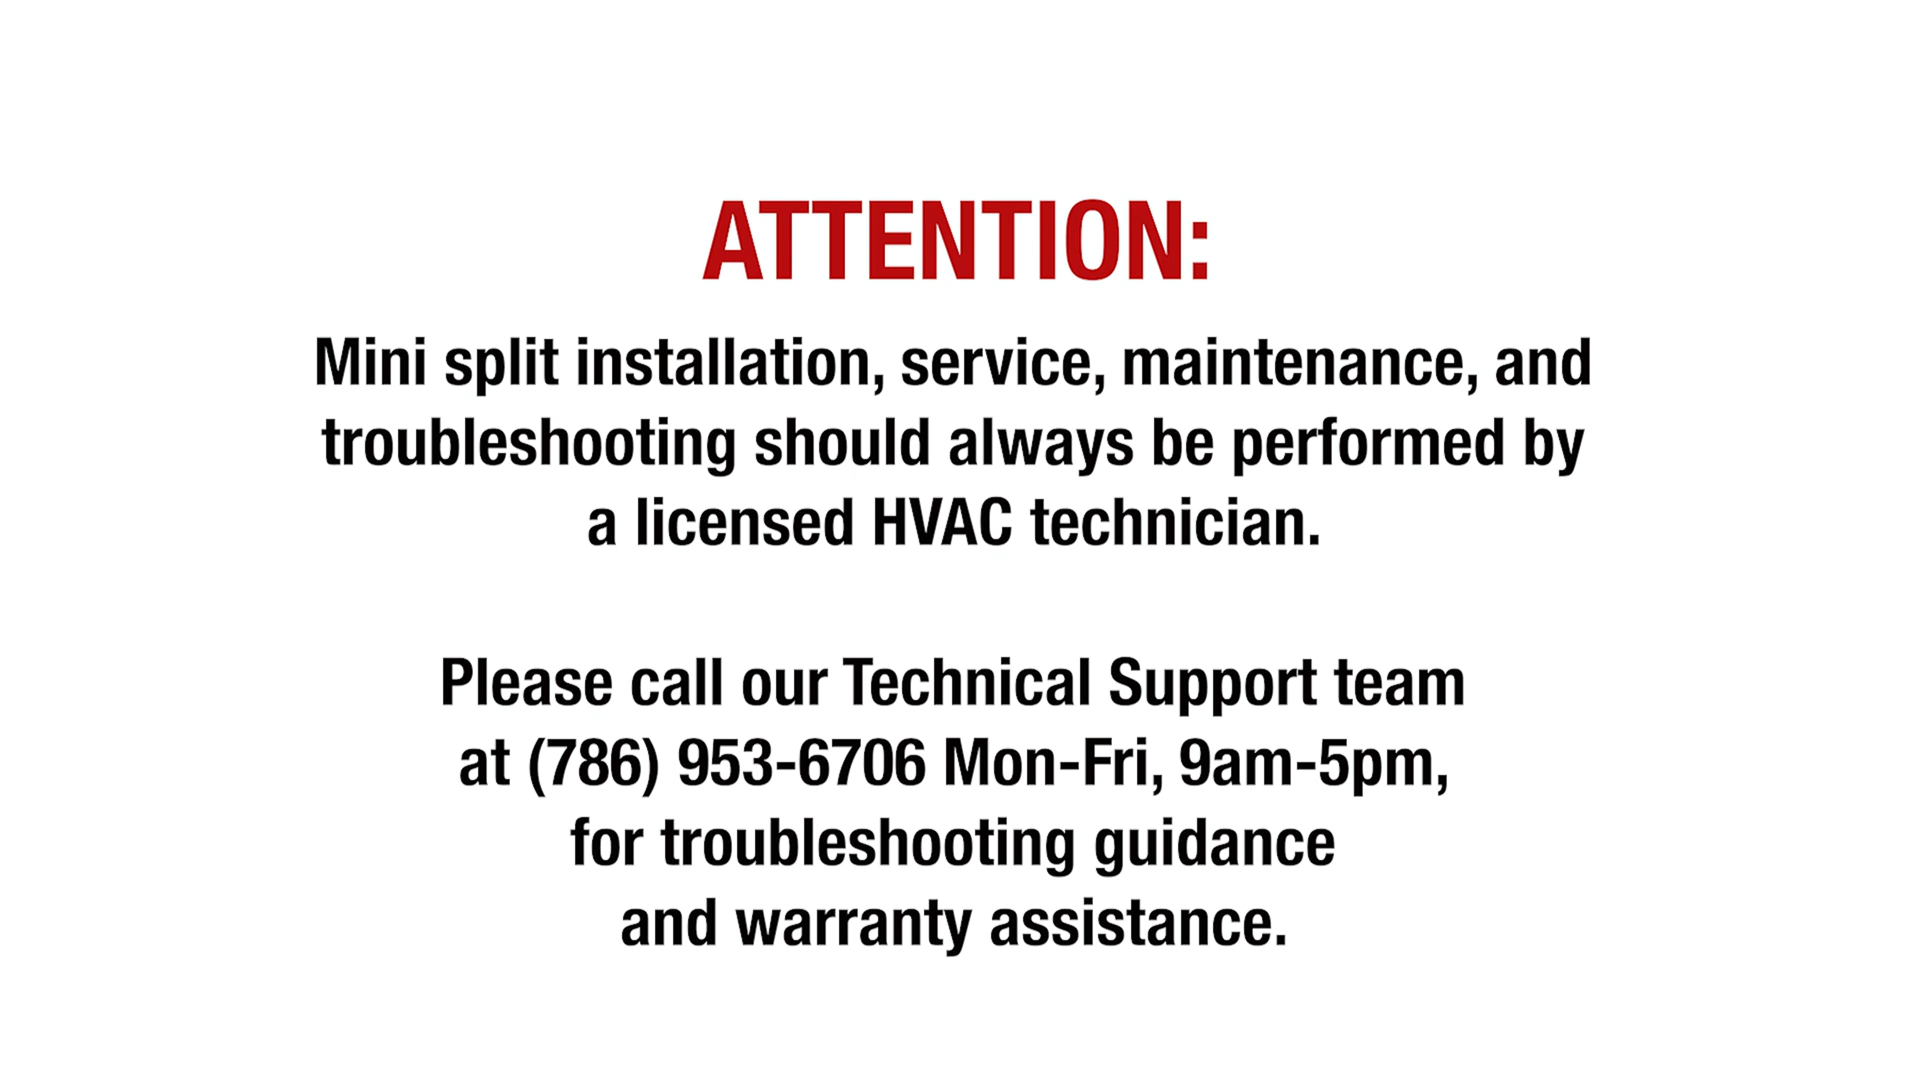 ATTENTION:
Mini split installation, service, maintenance, and
troubleshooting should always be performed by
a licensed HVAC technician.
Please call our Technical Support team
at (786) 953-6706 Mon-Fri, 9am-5pm,
for troubleshooting guidance
and warranty assistance.